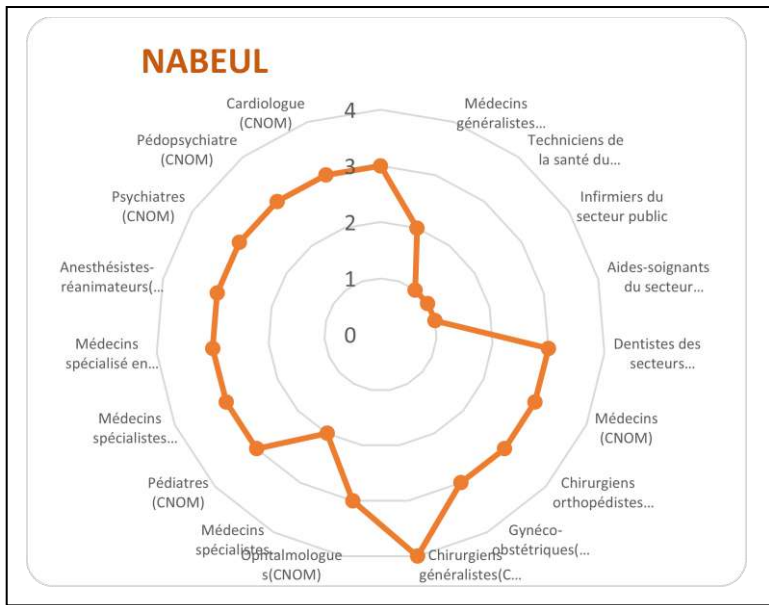 NABEUL
4
3
2
1
0
Médecins
généralistes...
Techniciens de
la santé du...
Infirmiers du
secteur public
Aides-soignants
du secteur...
Dentistes des
secteurs...
Médecins
(CNOM)
Chirurgiens
orthopédistes...
Gynéco-
obstétriques(...
Chirurgiens
généralistes(C...
Ophtalmologue
s(CNOM)
Médecins
spécialistes...
Pédiatres
(CNOM)
Médecins
spécialistes...
Médecins
spécialisé en...
Anesthésistes-
réanimateurs(...
Psychiatres
(CNOM)
Pédopsychiatre
(CNOM)
Cardiologue
(CNOM)